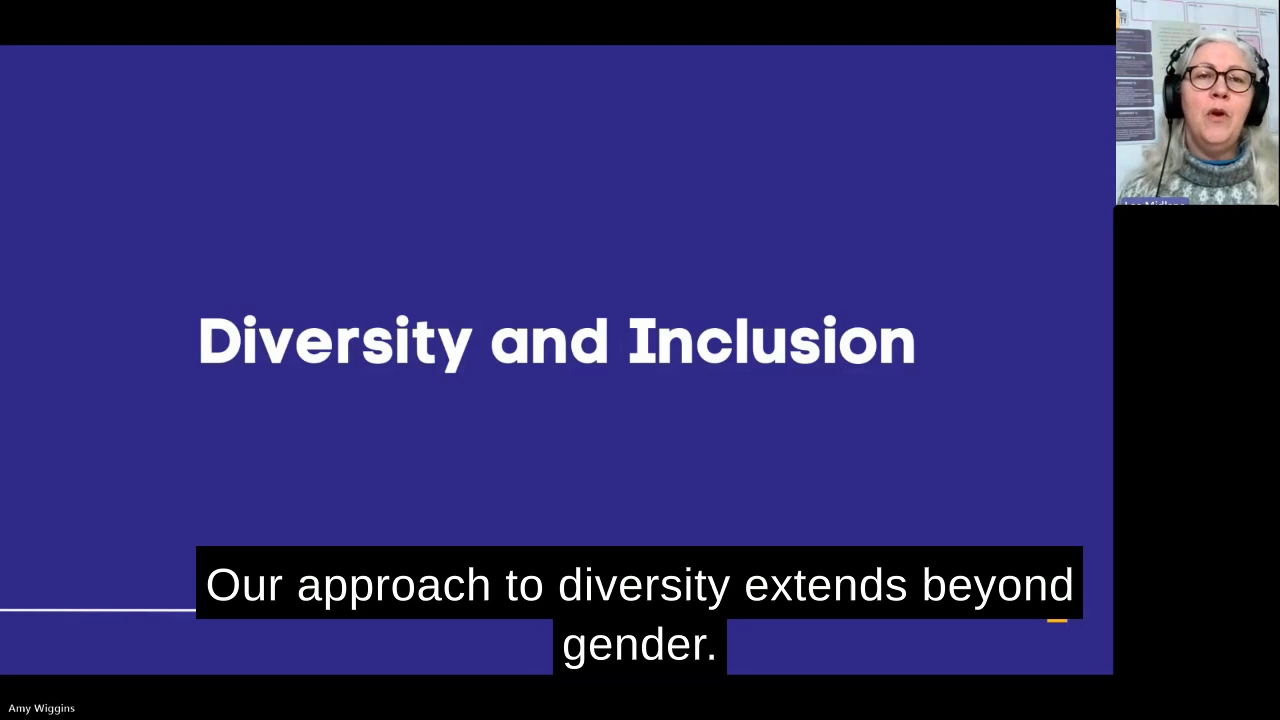 Diversity and Inclusion
Our approach to diversity extends beyond
gender.
Amy Wiggins